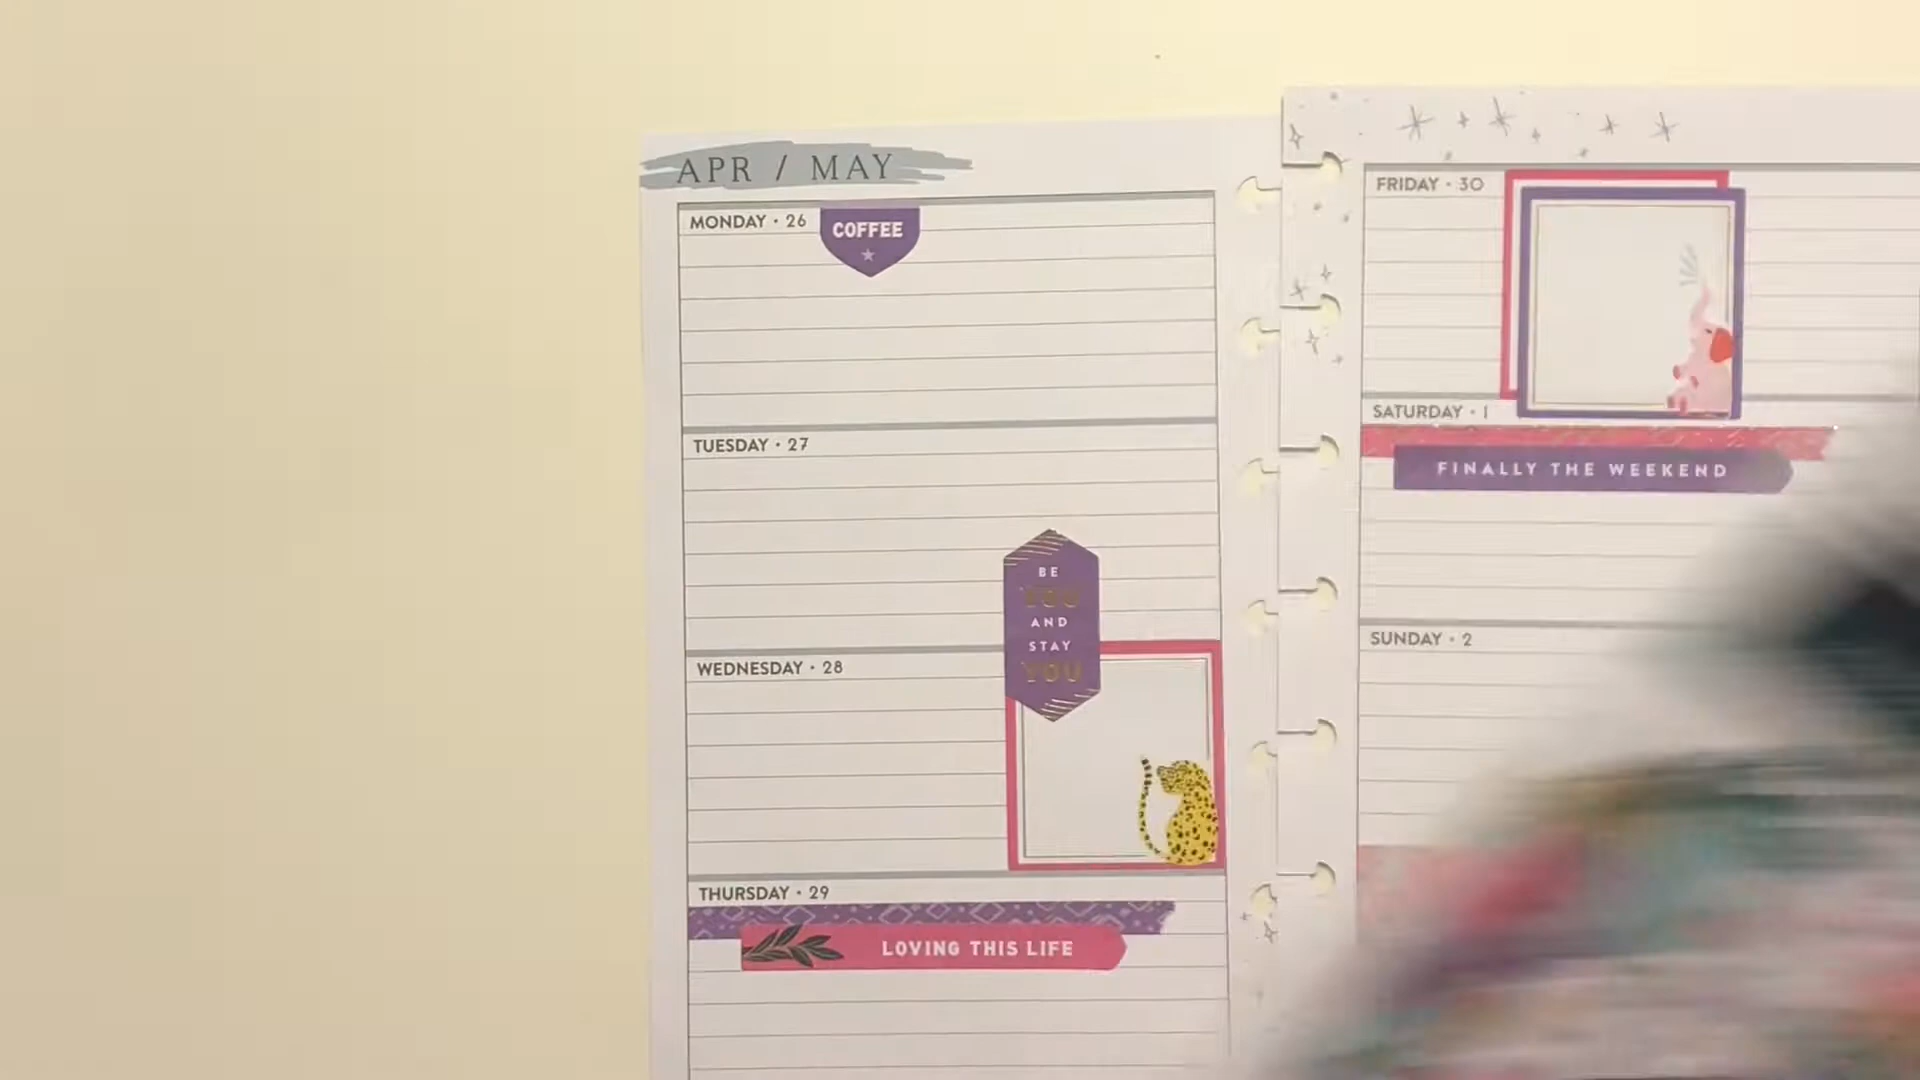 APR / MAY
MONDAY · 26
COFFEE
TUESDAY · 27
BE
YOU
AND
STAY
YOU
WEDNESDAY · 28
THURSDAY · 29
LOVING THIS LIFE
FRIDAY · 30
SATURDAY · 1
FINALLY THE WEEKEND
SUNDAY · 2